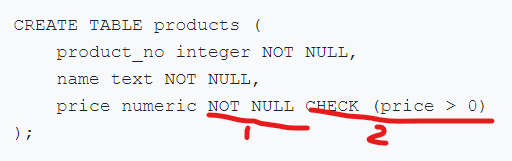 CREATE TABLE products (
    product_no integer NOT NULL,
    name text NOT NULL,
    price numeric NOT NULL CHECK (price > 0)
1 2
);